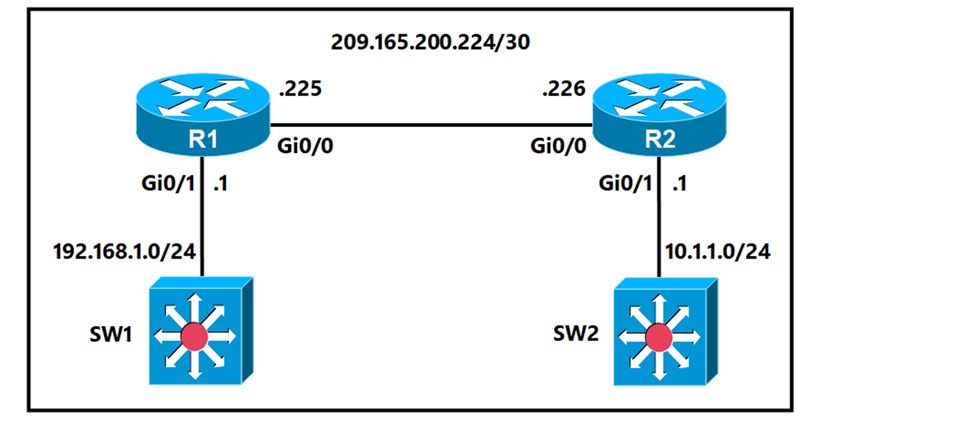 209.165.200.224/30
.225
.226
R1
R2
Gi0/0
Gi0/0
Gi0/1
.1
Gi0/1
.1
192.168.1.0/24
10.1.1.0/24
SW1
SW2